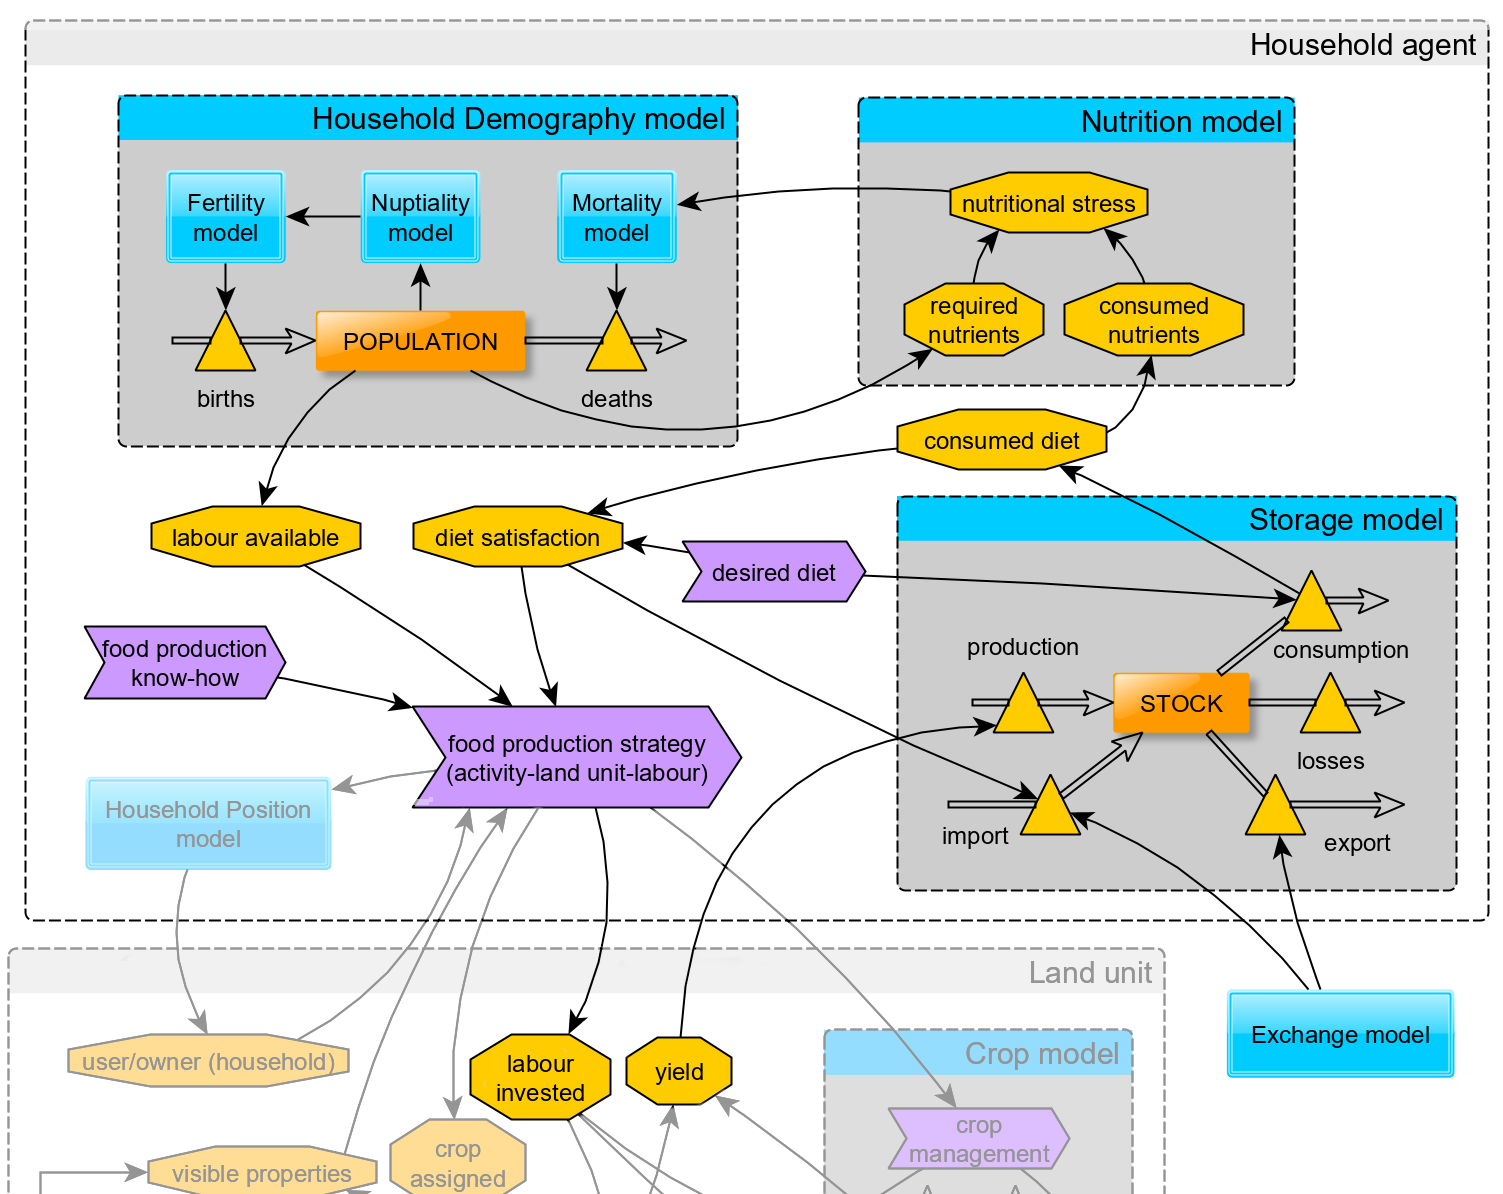 Household agent
Household Demography model
Nutrition model
Fertility
model
Nuptiality
model
Mortality
model
nutritional stress
required
nutrients
consumed
nutrients
POPULATION
births
deaths
consumed diet
Storage model
labour available
diet satisfaction
desired diet
production
consumption
food production
know-how
STOCK
losses
food production strategy
(activity-land unit-labour)
import
export
Household Position
model
Land unit
Exchange model
user/owner (household)
labour
invested
yield
Crop model
crop
management
crop
assigned
visible properties